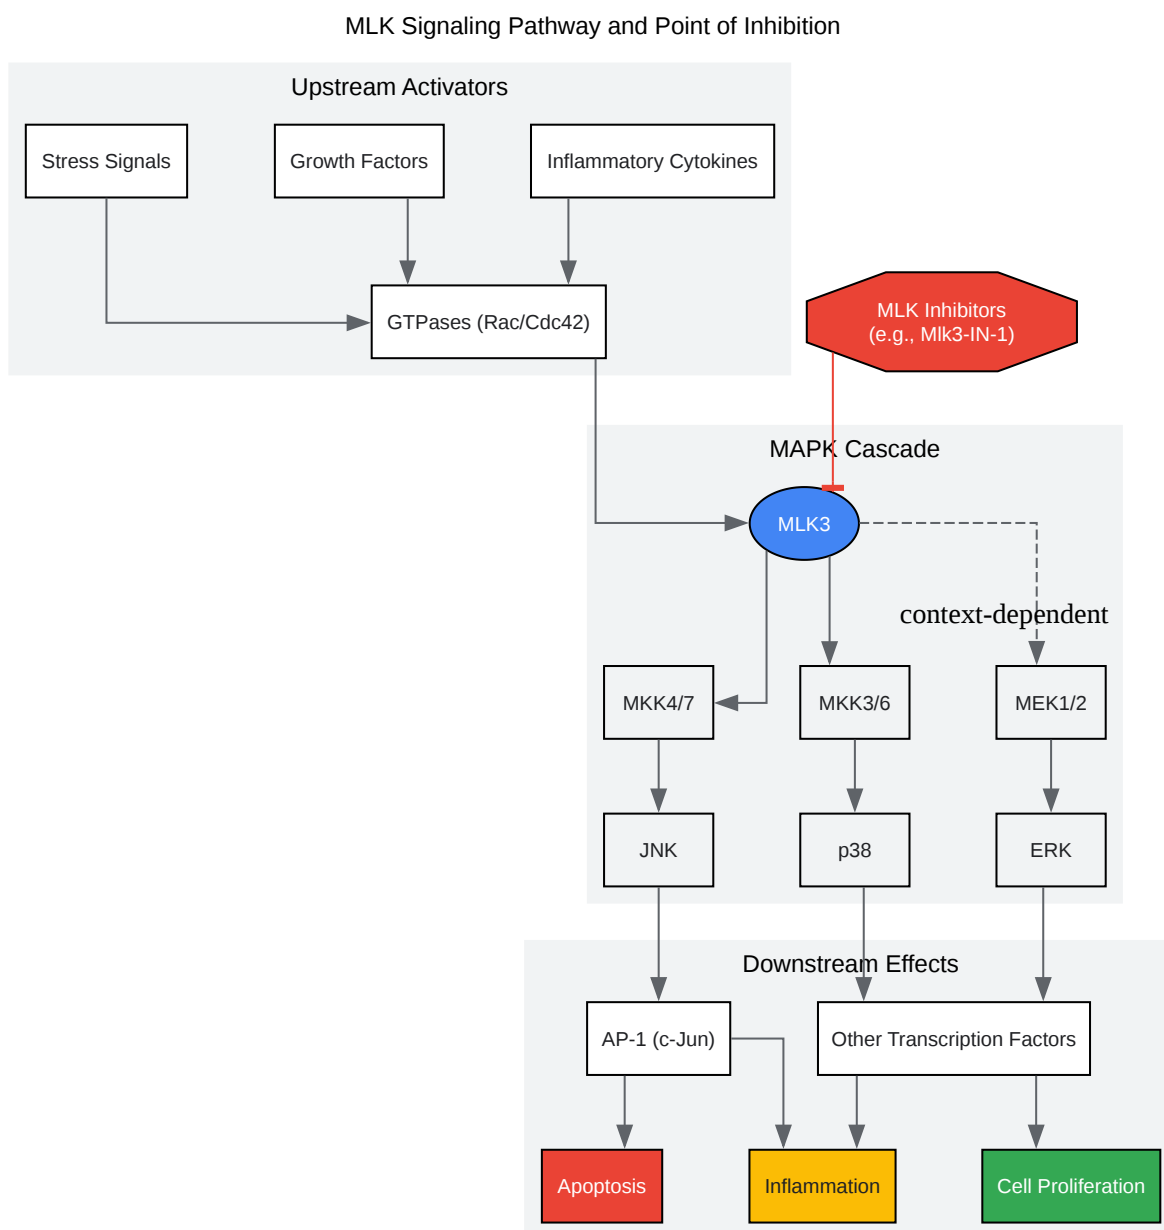 MLK Signaling Pathway and Point of Inhibition
Upstream Activators
Stress Signals
Growth Factors
Inflammatory Cytokines
GTPases (Rac/Cdc42)
MLK Inhibitors
(e.g., Mlk3-IN-1)
MAPK Cascade
MLK3
context-dependent
MKK4/7
MKK3/6
MEK1/2
JNK
p38
ERK
Downstream Effects
AP-1 (c-Jun)
Other Transcription Factors
Apoptosis
Inflammation
Cell Proliferation